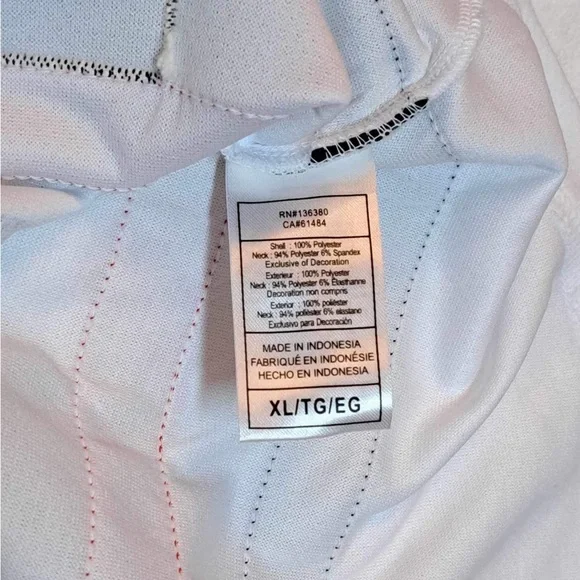 RN#136380
CA#61484
Shell : 100% Polyester
Neck : 94% Polyester 6% Spandex
Exclusive of Decoration
Exterieur : 100% Polyester
Neck : 94% Polyester 6% Élasthanne
Decoration non compris
Exterior : 100% poliéster
Neck : 94% poliéster 6% elastano
Exclusivo para Decoración
MADE IN INDONESIA
FABRIQUÉ EN INDONÉSIE
HECHO EN INDONESIA
XL/TG/EG